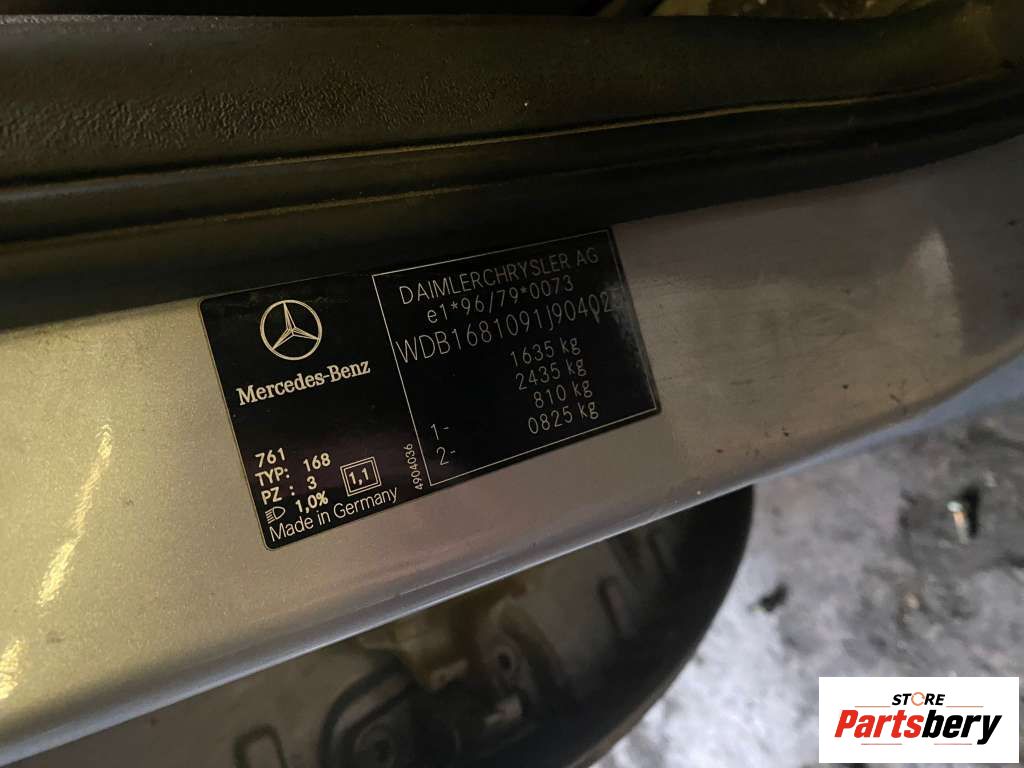 Mercedes-Benz
761
TYP: 168
PZ : 3
1,0%
1,1
Made in Germany
4904036
DAIMLERCHRYSLER AG
e1*96/79*0073
1635 kg
2435 kg
1- 810 kg
2- 0825 kg
STORE
Partsbery